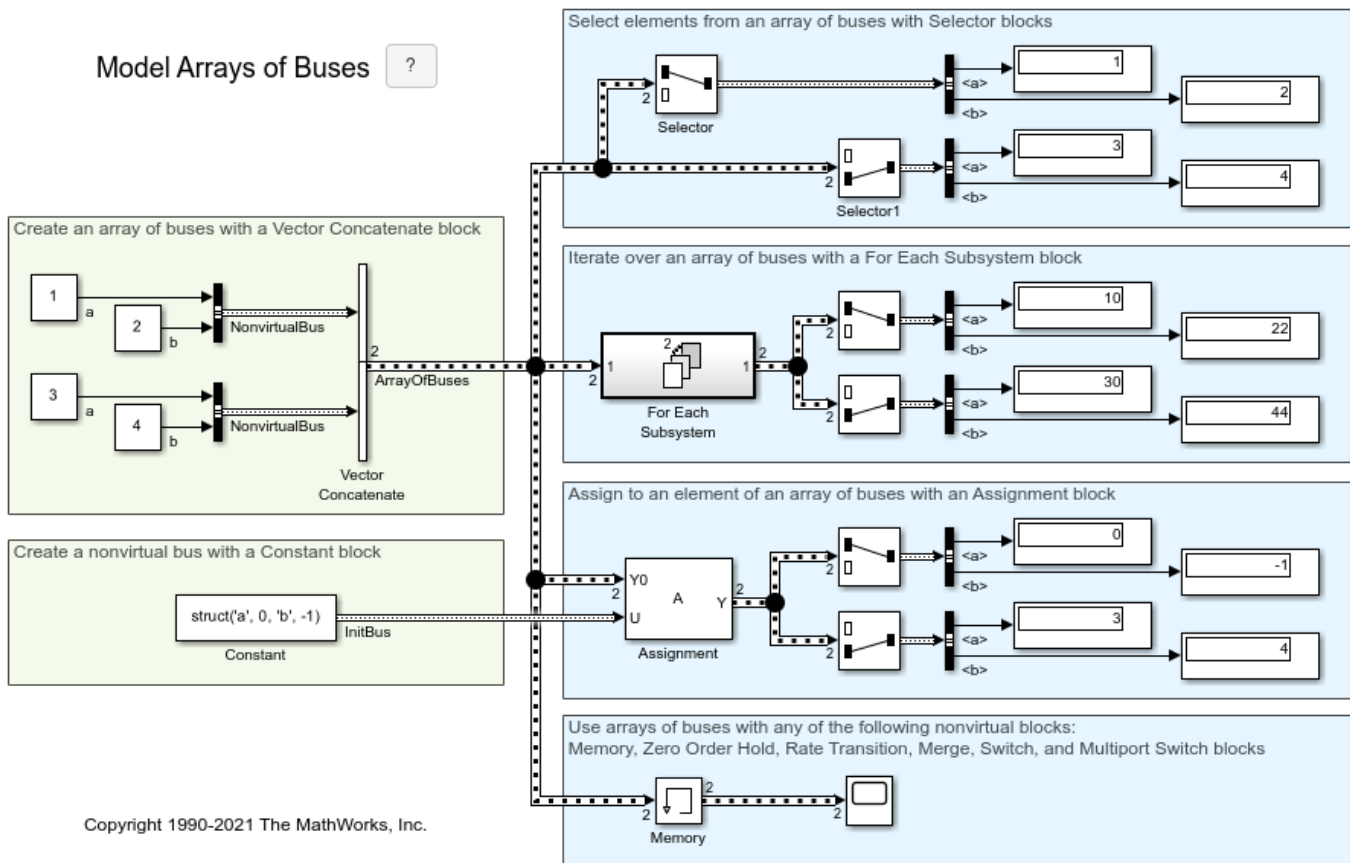 Model Arrays of Buses
?
Select elements from an array of buses with Selector blocks
2
Selector
<a>
1
<b>
2
2
Selector1
<a>
3
<b>
4
Create an array of buses with a Vector Concatenate block
1
a
2
b
NonvirtualBus
3
a
4
b
NonvirtualBus
2
ArrayOfBuses
Vector
Concatenate
Iterate over an array of buses with a For Each Subsystem block
2
1
2
1
2
For Each
Subsystem
2
<a>
10
<b>
22
2
<a>
30
<b>
44
Create a nonvirtual bus with a Constant block
struct('a', 0, 'b', -1)
InitBus
Constant
Assign to an element of an array of buses with an Assignment block
2
Y0
U
A
Y
2
Assignment
2
<a>
0
<b>
-1
2
<a>
3
<b>
4
Use arrays of buses with any of the following nonvirtual blocks:
Memory, Zero Order Hold, Rate Transition, Merge, Switch, and Multiport Switch blocks
2
2
2
Memory
Copyright 1990-2021 The MathWorks, Inc.